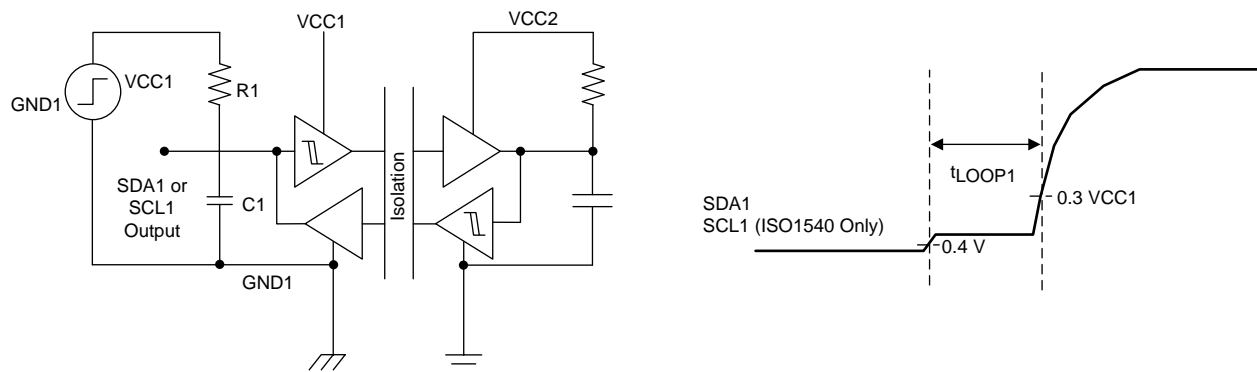 VCC1
VCC2
VCC1
GND1
R1
SDA1 or
SCL1
Output
C1
GND1
Isolation
tLOOP1
0.3 VCC1
SDA1
SCL1 (ISO1540 Only)
0.4 V